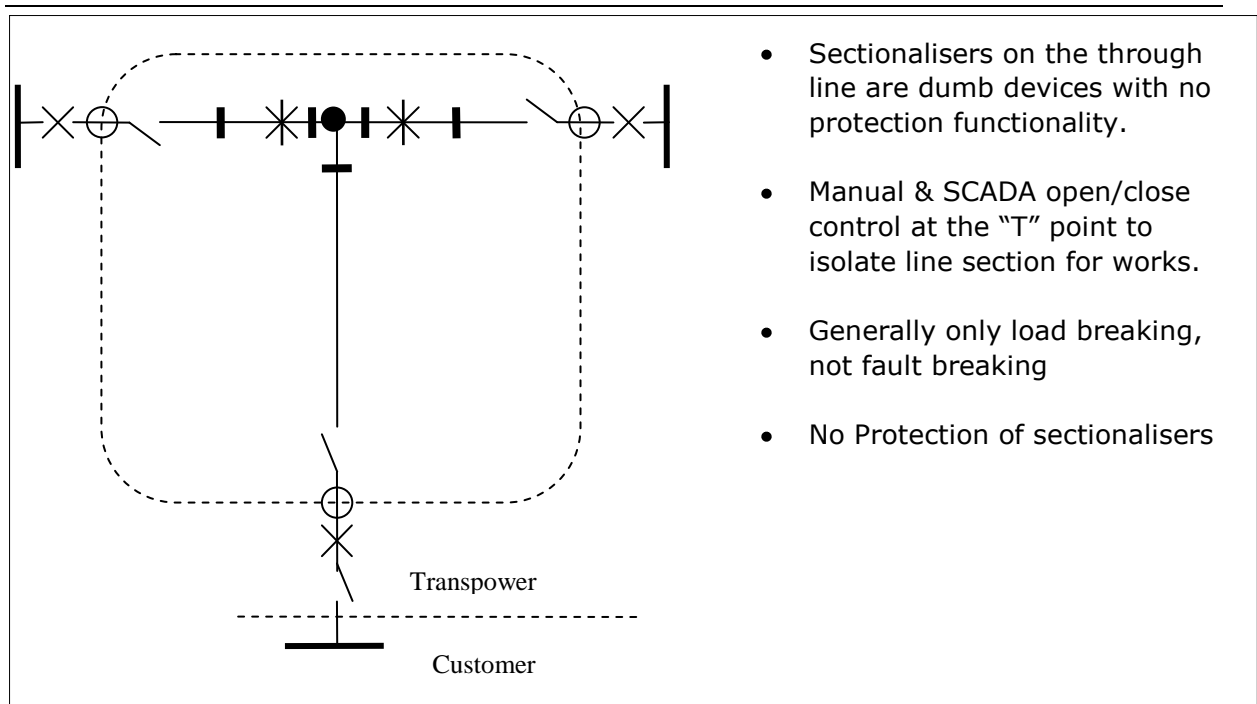 • Sectionalisers on the through
line are dumb devices with no
protection functionality.
• Manual & SCADA open/close
control at the “T” point to
isolate line section for works.
• Generally only load breaking,
not fault breaking
• No Protection of sectionalisers
Transpower
Customer